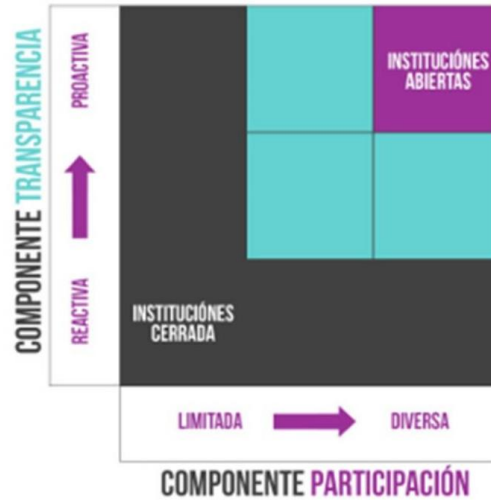 COMPONENTE TRANSPARENCIA
PROACTIVA
REACTIVA
INSTITUCIÓNES
ABIERTAS
INSTITUCIÓNES
CERRADA
LIMITADA
DIVERSA
COMPONENTE PARTICIPACIÓN